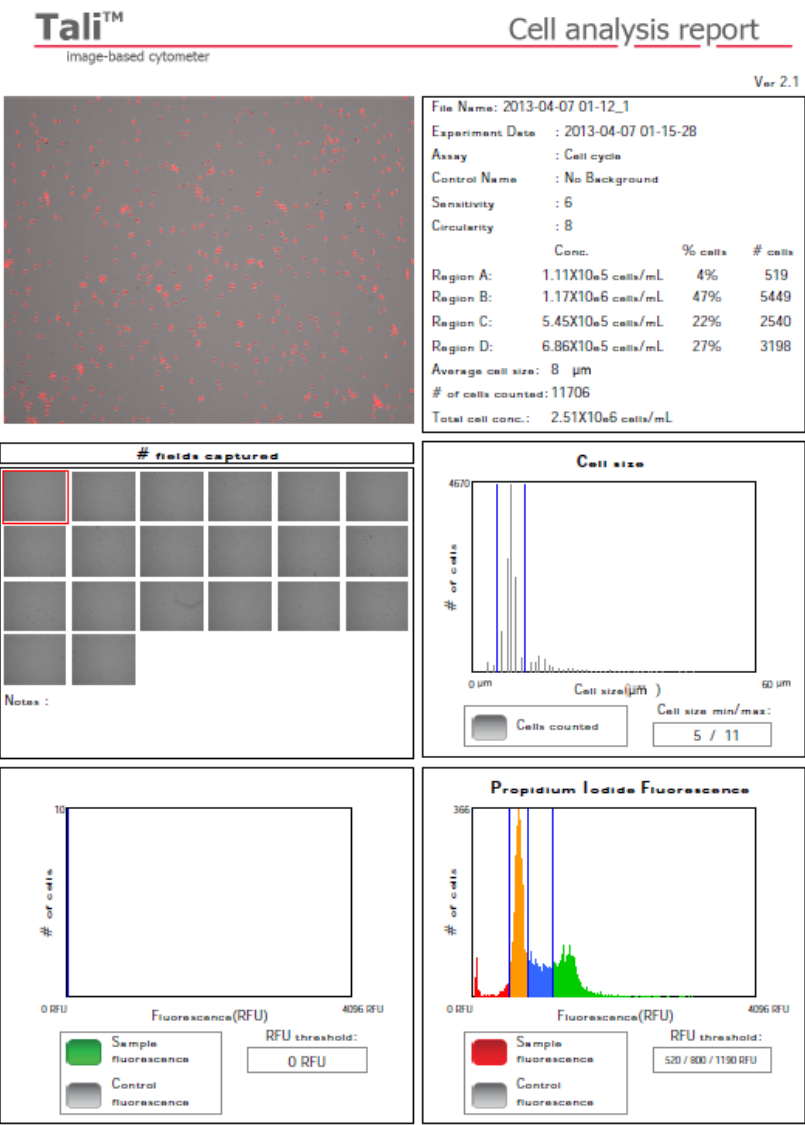 Tali™
image-based cytometer
Cell analysis report
Ver 2.1
File Name: 2013-04-07 01-12_1
Experiment Date : 2013-04-07 01-15-28
Assay : Cell cycle
Control Name : No Background
Sensitivity : 6
Circularity : 8
Conc. % cells # cells
Region A: 1.11X10e5 cells/mL 4% 519
Region B: 1.17X10e6 cells/mL 47% 5449
Region C: 5.45X10e5 cells/mL 22% 2540
Region D: 6.86X10e5 cells/mL 27% 3198
Average cell size: 8 µm
# of cells counted: 11706
Total cell conc.: 2.51X10e6 cells/mL
# fields captured
Notes :
Cell size
4670
# of cells
0 µm
Cell size(µm )
60 µm
Cells counted
Cell size min/max:
5 / 11
10
# of cells
0 RFU
Fluorescence(RFU)
4096 RFU
Sample
fluorescence
Control
fluorescence
RFU threshold:
0 RFU
Propidium Iodide Fluorescence
366
# of cells
0 RFU
Fluorescence(RFU)
4096 RFU
Sample
fluorescence
Control
fluorescence
RFU threshold:
520 / 800 / 1190 RFU